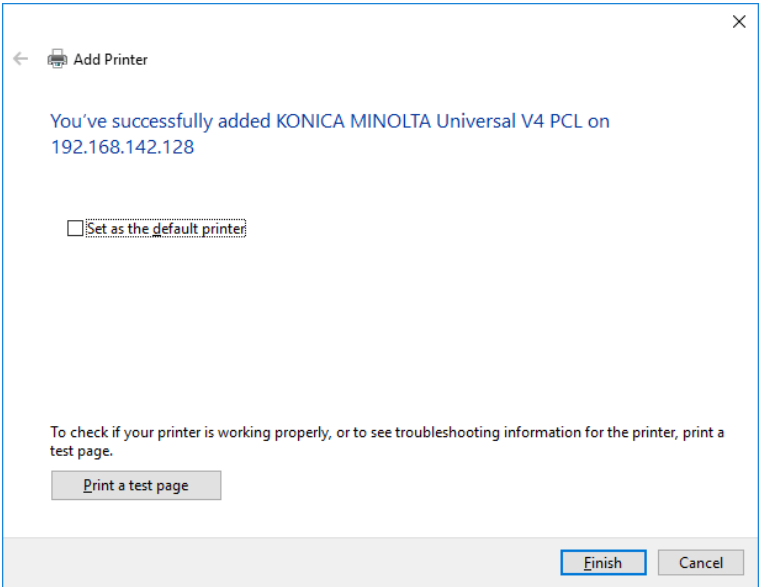 Add Printer
You've successfully added KONICA MINOLTA Universal V4 PCL on
192.168.142.128
Set as the default printer
To check if your printer is working properly, or to see troubleshooting information for the printer, print a
test page.
Print a test page
Finish
Cancel